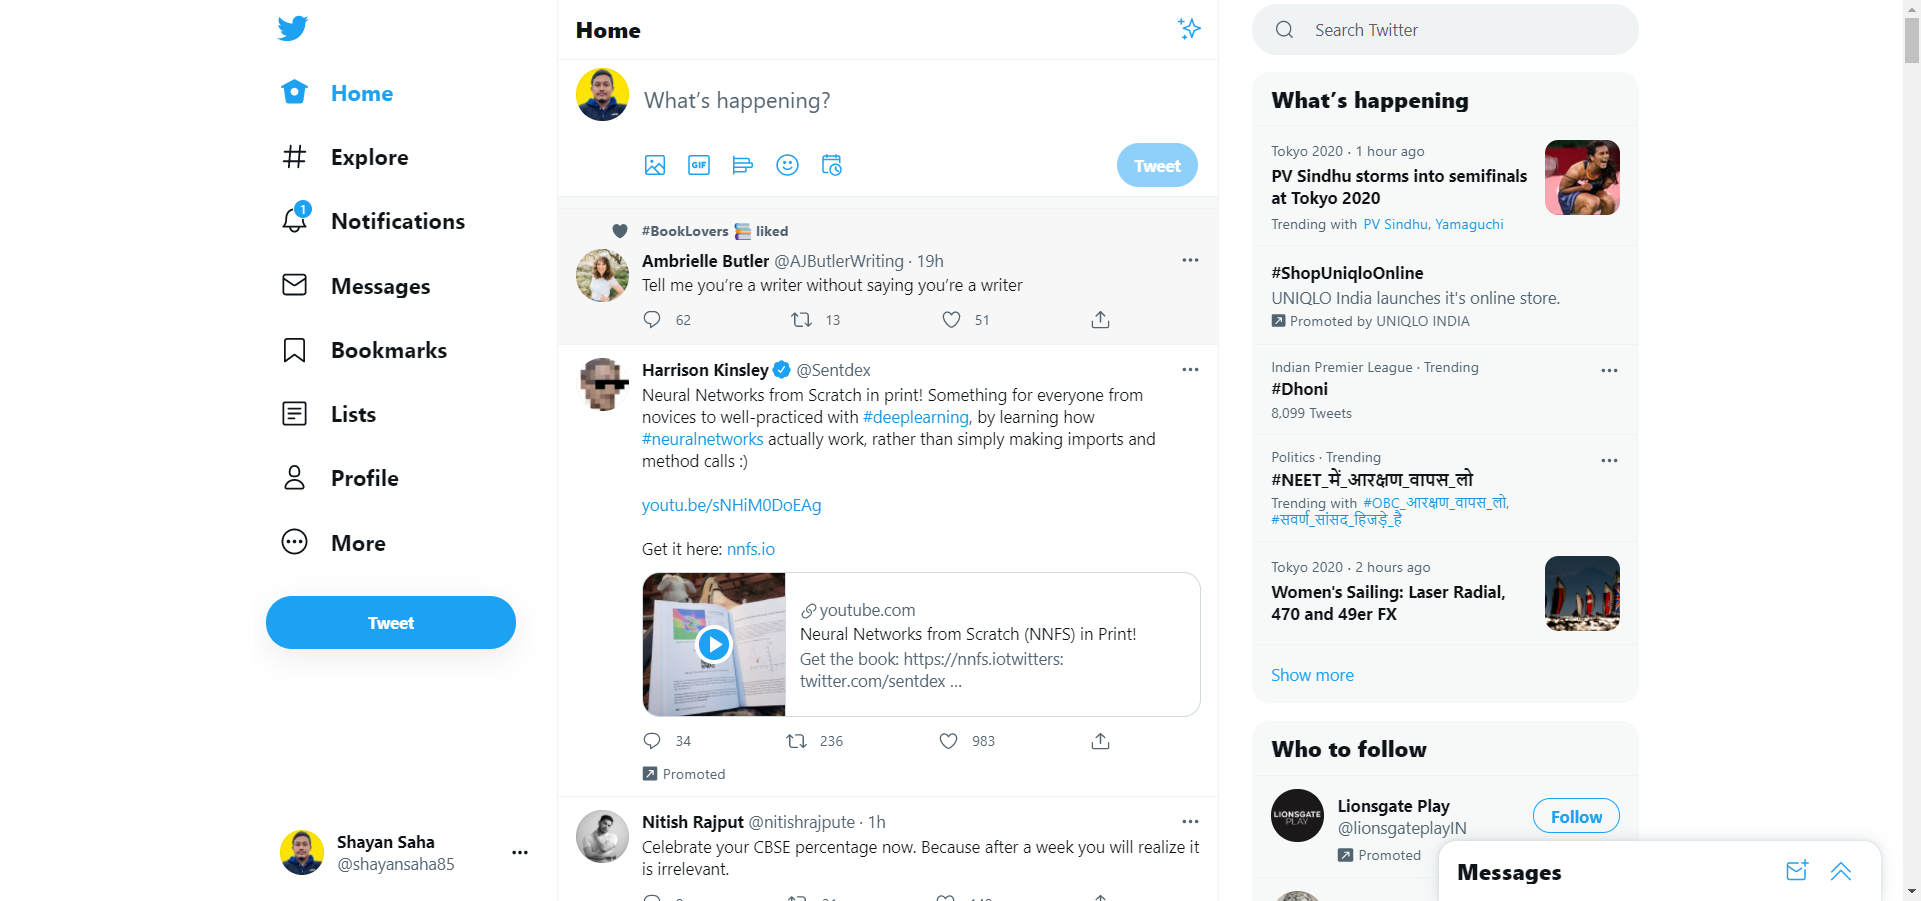 Home
Explore
1
Notifications
Messages
Bookmarks
Lists
Profile
More
Tweet
Shayan Saha
@shayansaha85
Home
What's happening?
GIF
Tweet
#BookLovers 📚 liked
Ambrielle Butler @AJButlerWriting · 19h
Tell me you're a writer without saying you're a writer
62 13 51
Harrison Kinsley @Sentdex
Neural Networks from Scratch in print! Something for everyone from
novices to well-practiced with #deeplearning, by learning how
#neuralnetworks actually work, rather than simply making imports and
method calls :)
youtu.be/sNHiM0DoEAg
Get it here: nnfs.io
youtube.com
Neural Networks from Scratch (NNFS) in Print!
Get the book: https://nnfs.iotwitters:
twitter.com/sentdex ...
34 236 983
Promoted
Nitish Rajput @nitishrajpute · 1h
Celebrate your CBSE percentage now. Because after a week you will realize it
is irrelevant.
Search Twitter
What's happening
Tokyo 2020 · 1 hour ago
PV Sindhu storms into semifinals
at Tokyo 2020
Trending with PV Sindhu, Yamaguchi
#ShopUniqloOnline
UNIQLO India launches it's online store.
Promoted by UNIQLO INDIA
Indian Premier League · Trending
#Dhoni
8,099 Tweets
Politics · Trending
#NEET_में_आरक्षण_वापस_लो
Trending with #OBC_आरक्षण_वापस_लो,
#सवर्ण_सांसद_हिजड़े_है
Tokyo 2020 · 2 hours ago
Women's Sailing: Laser Radial,
470 and 49er FX
Show more
Who to follow
LIONSGATE
PLAY
Lionsgate Play
@lionsgateplayIN
Follow
Promoted
Messages